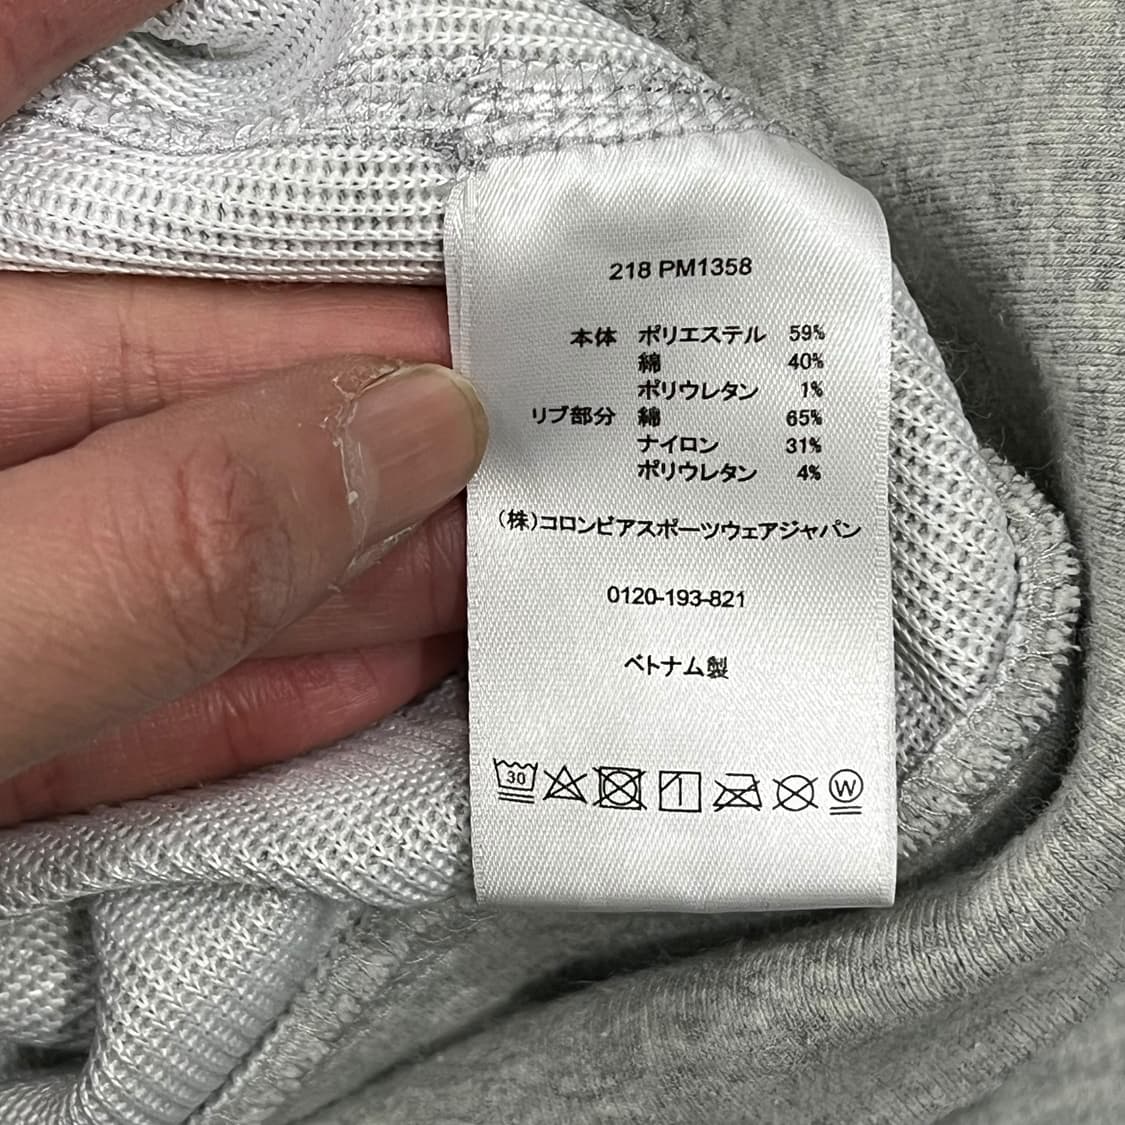 218 PM1358
本体 ポリエステル 59%
綿 40%
ポリウレタン 1%
リブ部分 綿 65%
ナイロン 31%
ポリウレタン 4%
(株)コロンビアスポーツウェアジャパン
0120-193-821
ベトナム製
30 W